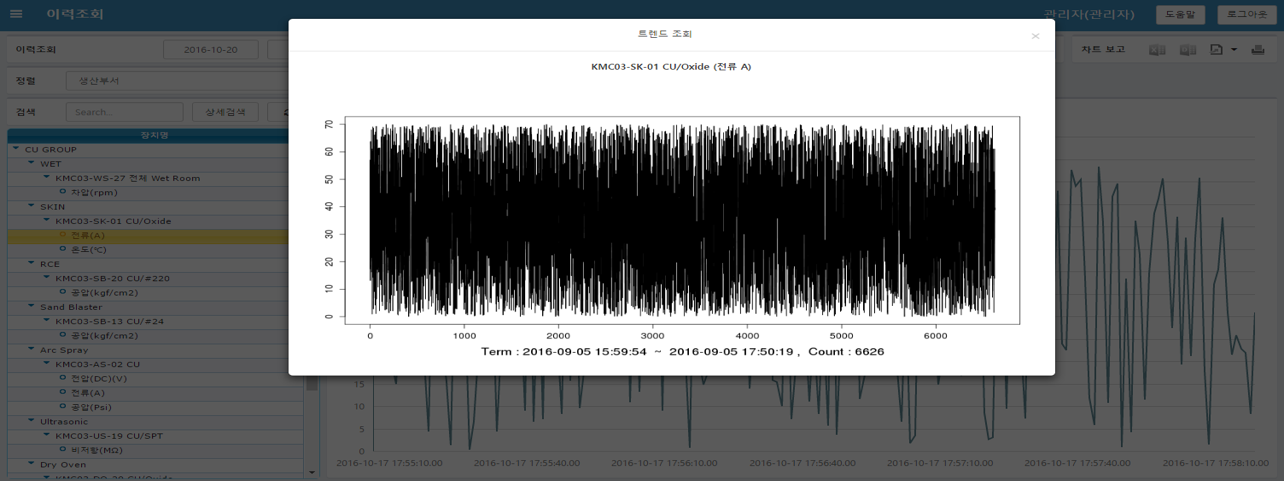 이력조회
관리자(관리자)
도움말
로그아웃
이력조회
2016-10-20
차트 보고
정렬
생산부서
검색
Search...
상세검색
장치명
CU GROUP
WET
KMC03-WS-27 전체 Wet Room
차압(rpm)
SKIN
KMC03-SK-01 CU/Oxide
전류(A)
온도(℃)
RCE
KMC03-SB-20 CU/#220
공압(kgf/cm2)
Sand Blaster
KMC03-SB-13 CU/#24
공압(kgf/cm2)
Arc Spray
KMC03-AS-02 CU
전압(DC)(V)
전류(A)
공압(Psi)
Ultrasonic
KMC03-US-19 CU/SPT
비저항(MΩ)
Dry Oven
KMC03-DO-20 CU/Oxide
트렌드 조회
×
KMC03-SK-01 CU/Oxide (전류 A)
70
60
50
40
30
20
10
0
0 1000 2000 3000 4000 5000 6000
Term : 2016-09-05 15:59:54 ~ 2016-09-05 17:50:19 , Count : 6626
15
10
5
0
2016-10-17 17:55:10.00 2016-10-17 17:55:40.00 2016-10-17 17:56:10.00 2016-10-17 17:56:40.00 2016-10-17 17:57:10.00 2016-10-17 17:57:40.00 2016-10-17 17:58:10.00